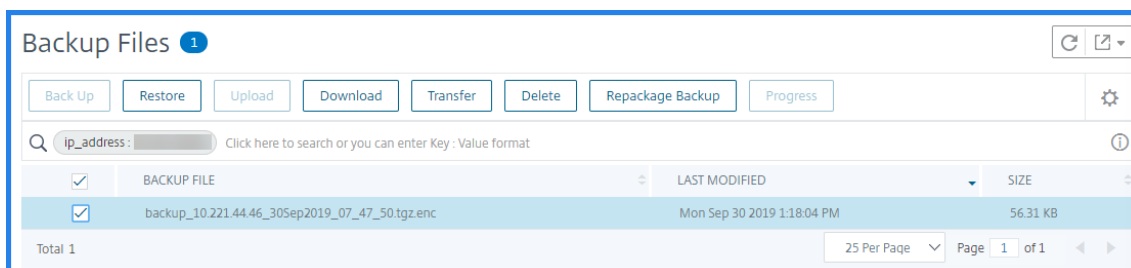 Backup Files 1
Back Up Restore Upload Download Transfer Delete Repackage Backup Progress
ip_address : Click here to search or you can enter Key : Value format
BACKUP FILE LAST MODIFIED SIZE
backup_10.221.44.46_30Sep2019_07_47_50.tgz.enc Mon Sep 30 2019 1:18:04 PM 56.31 KB
Total 1 25 Per Page Page 1 of 1